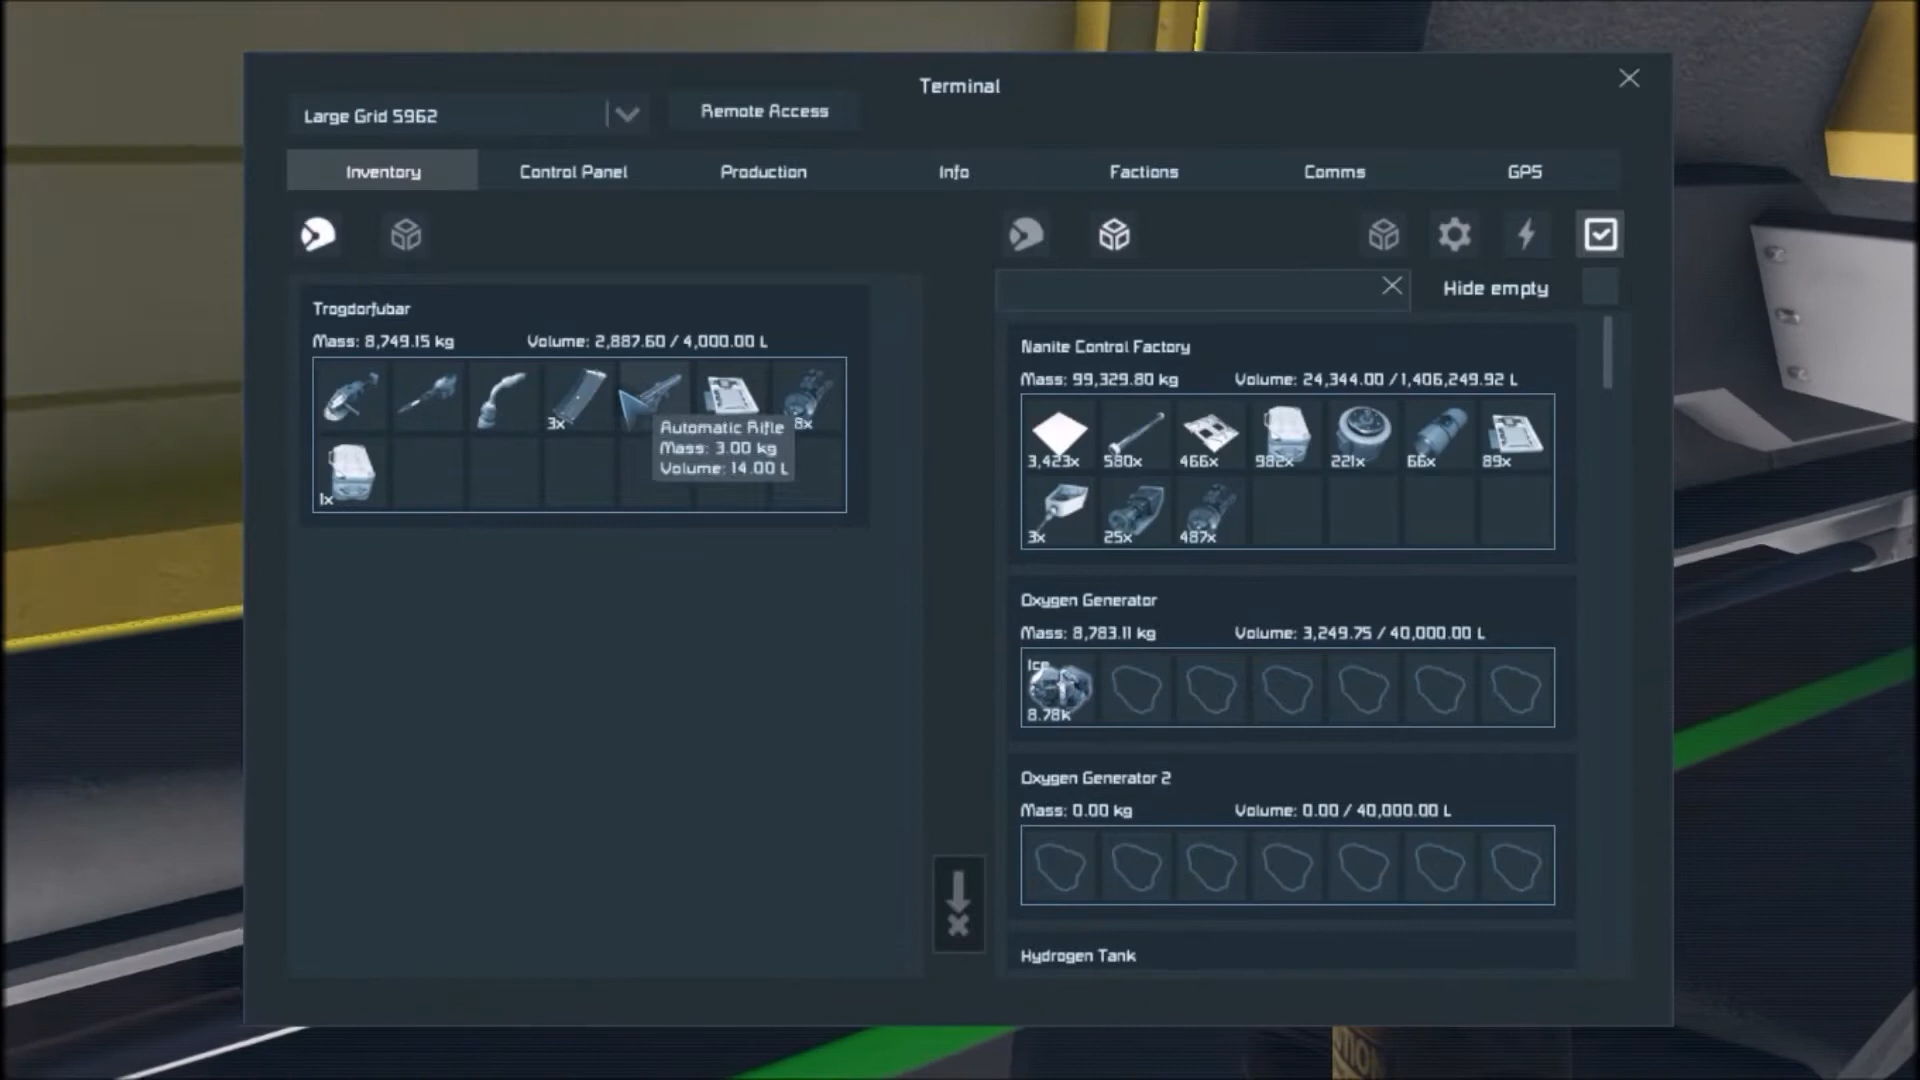 Terminal
Large Grid 5962
Remote Access
Inventory
Control Panel
Production
Info
Factions
Comms
GPS
Hide empty
Trogdorfubar
Mass: 8,749.15 kg
Volume: 2,887.60 / 4,000.00 L
3x
8x
Automatic Rifle
Mass: 3.00 kg
Volume: 14.00 L
1x
Nanite Control Factory
Mass: 99,329.80 kg
Volume: 24,344.00 / 1,406,249.92 L
3,423x
580x
466x
982x
221x
66x
89x
3x
25x
487x
Oxygen Generator
Mass: 8,783.11 kg
Volume: 3,249.75 / 40,000.00 L
Ice
8.78k
Oxygen Generator 2
Mass: 0.00 kg
Volume: 0.00 / 40,000.00 L
Hydrogen Tank